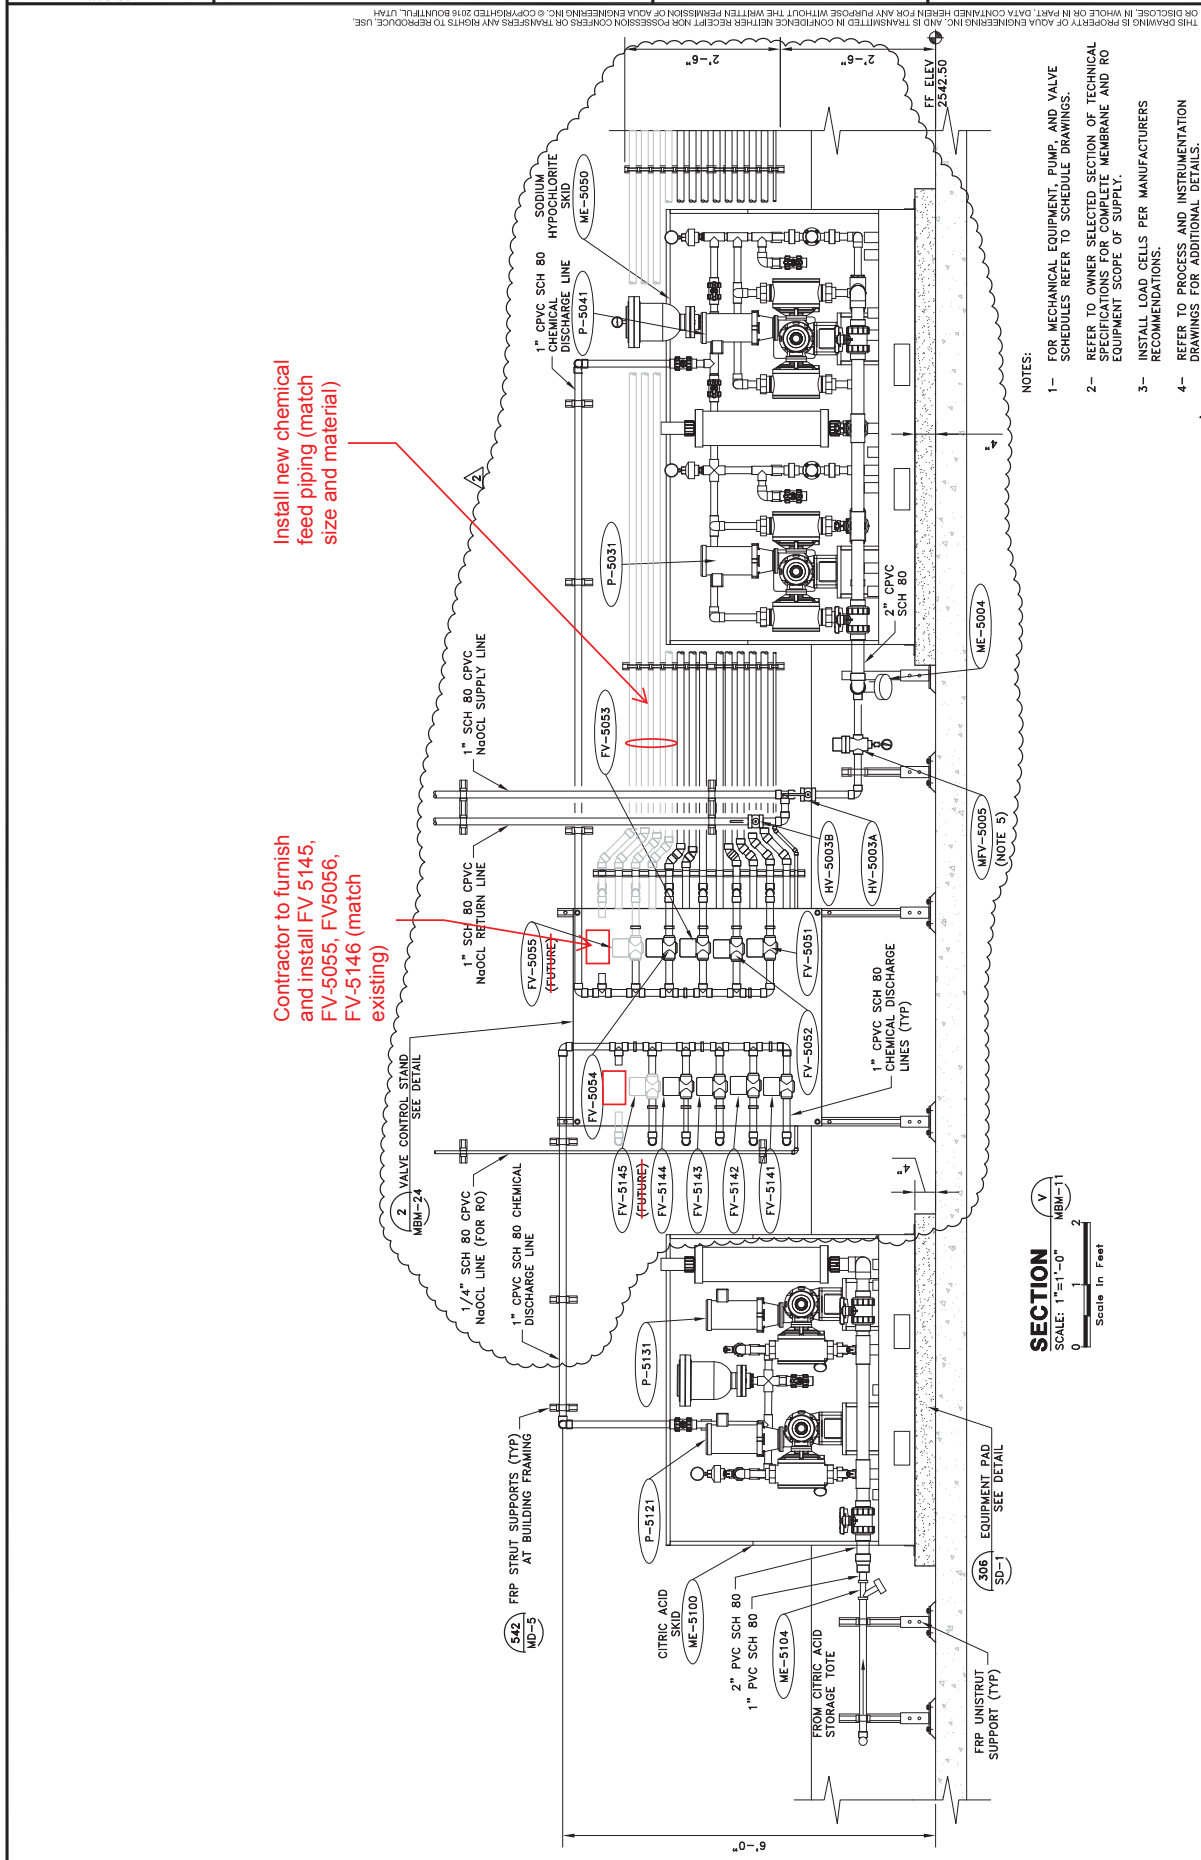 THIS DRAWING IS PROPERTY OF AQUA ENGINEERING INC. AND IS TRANSMITTED IN CONFIDENCE NEITHER RECEIPT NOR POSSESSION CONFERS OR TRANSFERS ANY RIGHTS TO REPRODUCE, USE,
OR DISCLOSE, IN WHOLE OR IN PART, DATA CONTAINED HEREIN FOR ANY PURPOSE WITHOUT THE WRITTEN PERMISSION OF AQUA ENGINEERING INC. © COPYRIGHTED 2016 BOUNTIFUL, UTAH
Install new chemical
feed piping (match
size and material)
Contractor to furnish
and install FV 5145,
FV-5055, FV5056,
FV-5146 (match
existing)
542
MD-5
FRP STRUT SUPPORTS (TYP)
AT BUILDING FRAMING
2
MBM-24
VALVE CONTROL STAND
SEE DETAIL
1/4" SCH 80 CPVC
NaOCL LINE (FOR RO)
1" CPVC SCH 80 CHEMICAL
DISCHARGE LINE
1" SCH 80 CPVC
NaOCL RETURN LINE
1" SCH 80 CPVC
NaOCL SUPPLY LINE
2
1" CPVC SCH 80
CHEMICAL
DISCHARGE LINE
P-5041
SODIUM
HYPOCHLORITE
SKID
ME-5050
2'-6"
2'-6"
FF ELEV
2542.50
6'-0"
CITRIC ACID
SKID
ME-5100
P-5121
P-5131
2" PVC SCH 80
1" PVC SCH 80
ME-5104
FROM CITRIC ACID
STORAGE TOTE
FRP UNISTRUT
SUPPORT (TYP)
306
SD-1
EQUIPMENT PAD
SEE DETAIL
FV-5145
(FUTURE)
FV-5144
FV-5143
FV-5142
FV-5141
FV-5054
FV-5055
(FUTURE)
FV-5053
FV-5052
FV-5051
1" CPVC SCH 80
CHEMICAL DISCHARGE
LINES (TYP)
4"
HV-5003B
HV-5003A
MFV-5005
(NOTE 5)
P-5031
2" CPVC
SCH 80
ME-5004
4"
SECTION
SCALE: 1"=1'-0"
V
MBM-11
0 1 2
Scale In Feet
NOTES:
1- FOR MECHANICAL EQUIPMENT, PUMP, AND VALVE
SCHEDULES REFER TO SCHEDULE DRAWINGS.
2- REFER TO OWNER SELECTED SECTION OF TECHNICAL
SPECIFICATIONS FOR COMPLETE MEMBRANE AND RO
EQUIPMENT SCOPE OF SUPPLY.
3- INSTALL LOAD CELLS PER MANUFACTURERS
RECOMMENDATIONS.
4- REFER TO PROCESS AND INSTRUMENTATION
DRAWINGS FOR ADDITIONAL DETAILS.